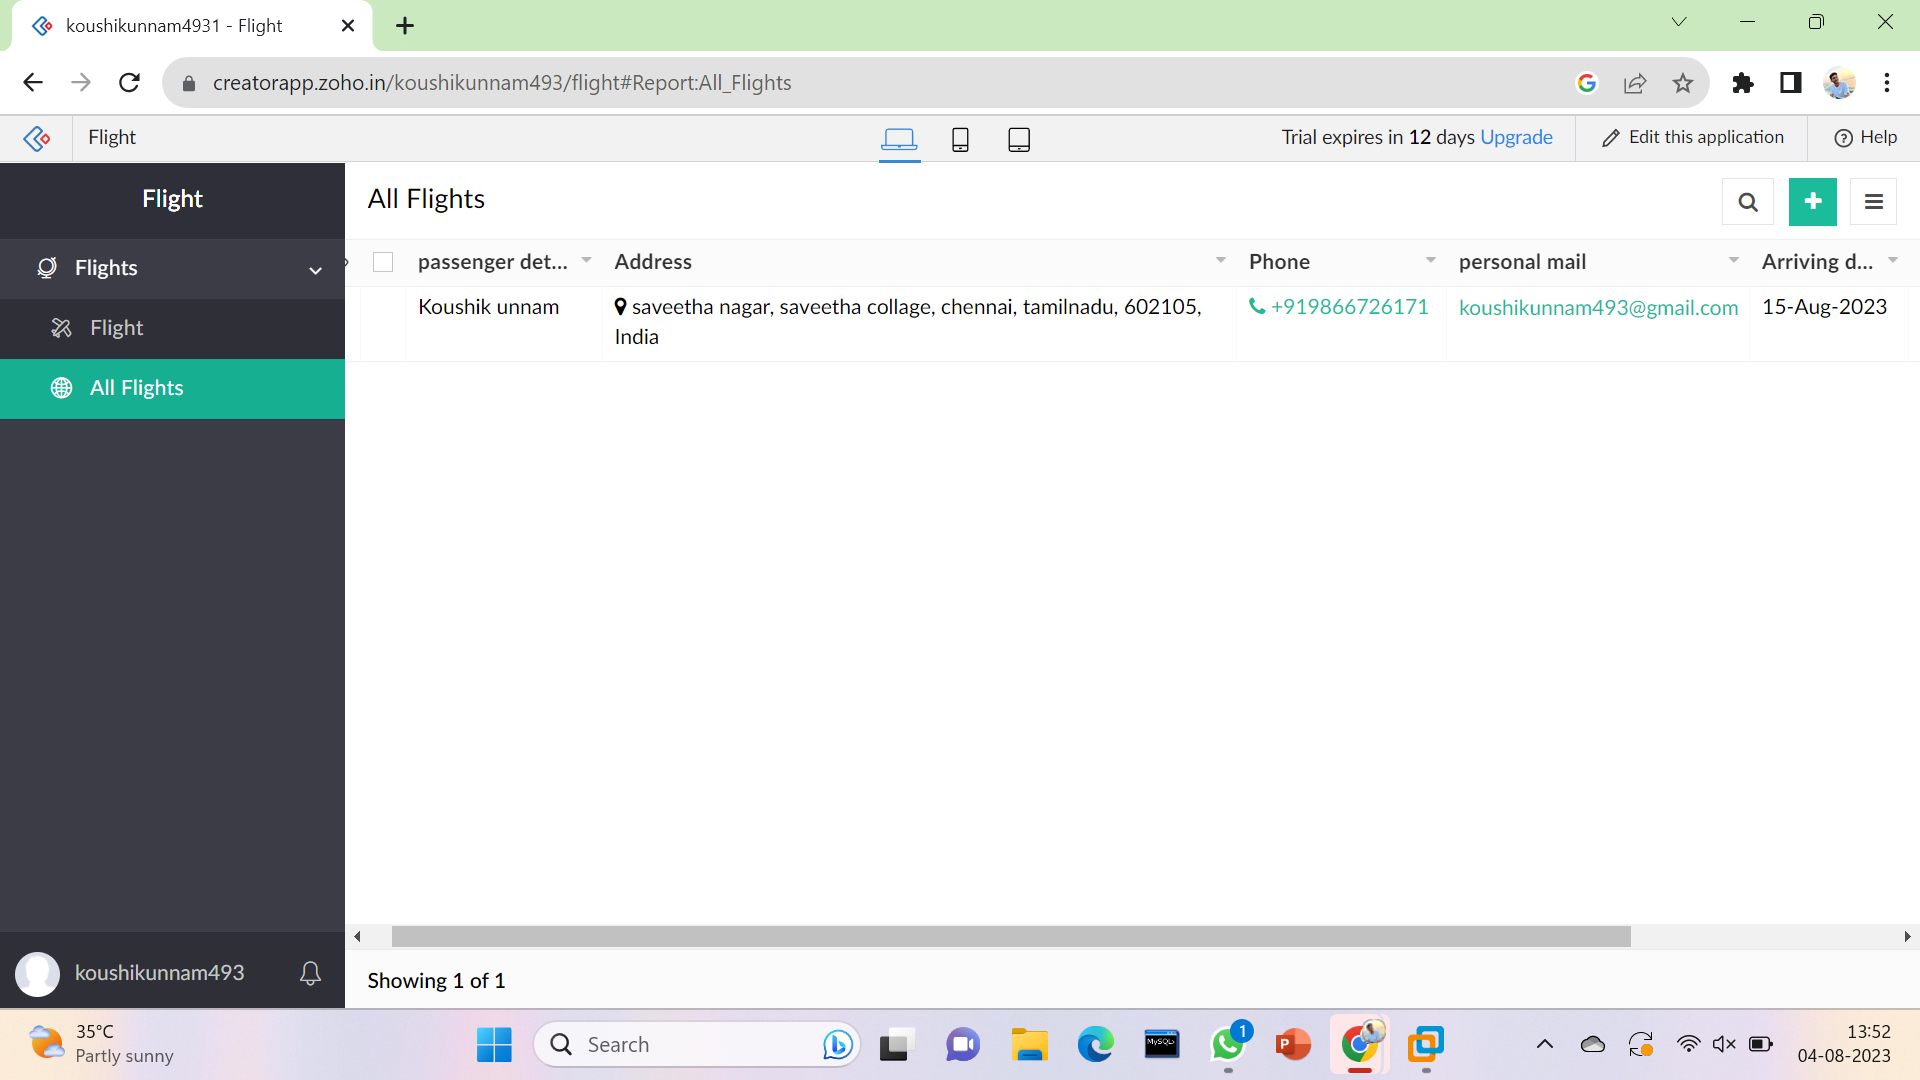 koushikunnam4931 - Flight
creatorapp.zoho.in/koushikunnam493/flight#Report:All_Flights
Flight
Trial expires in 12 days Upgrade
Edit this application
Help
Flight
All Flights
Flights
passenger det...
Address
Phone
personal mail
Arriving d...
Koushik unnam
saveetha nagar, saveetha collage, chennai, tamilnadu, 602105,
India
+919866726171
koushikunnam493@gmail.com
15-Aug-2023
Flight
All Flights
koushikunnam493
Showing 1 of 1
35°C
Partly sunny
Search
MySQL>
1
P
13:52
04-08-2023